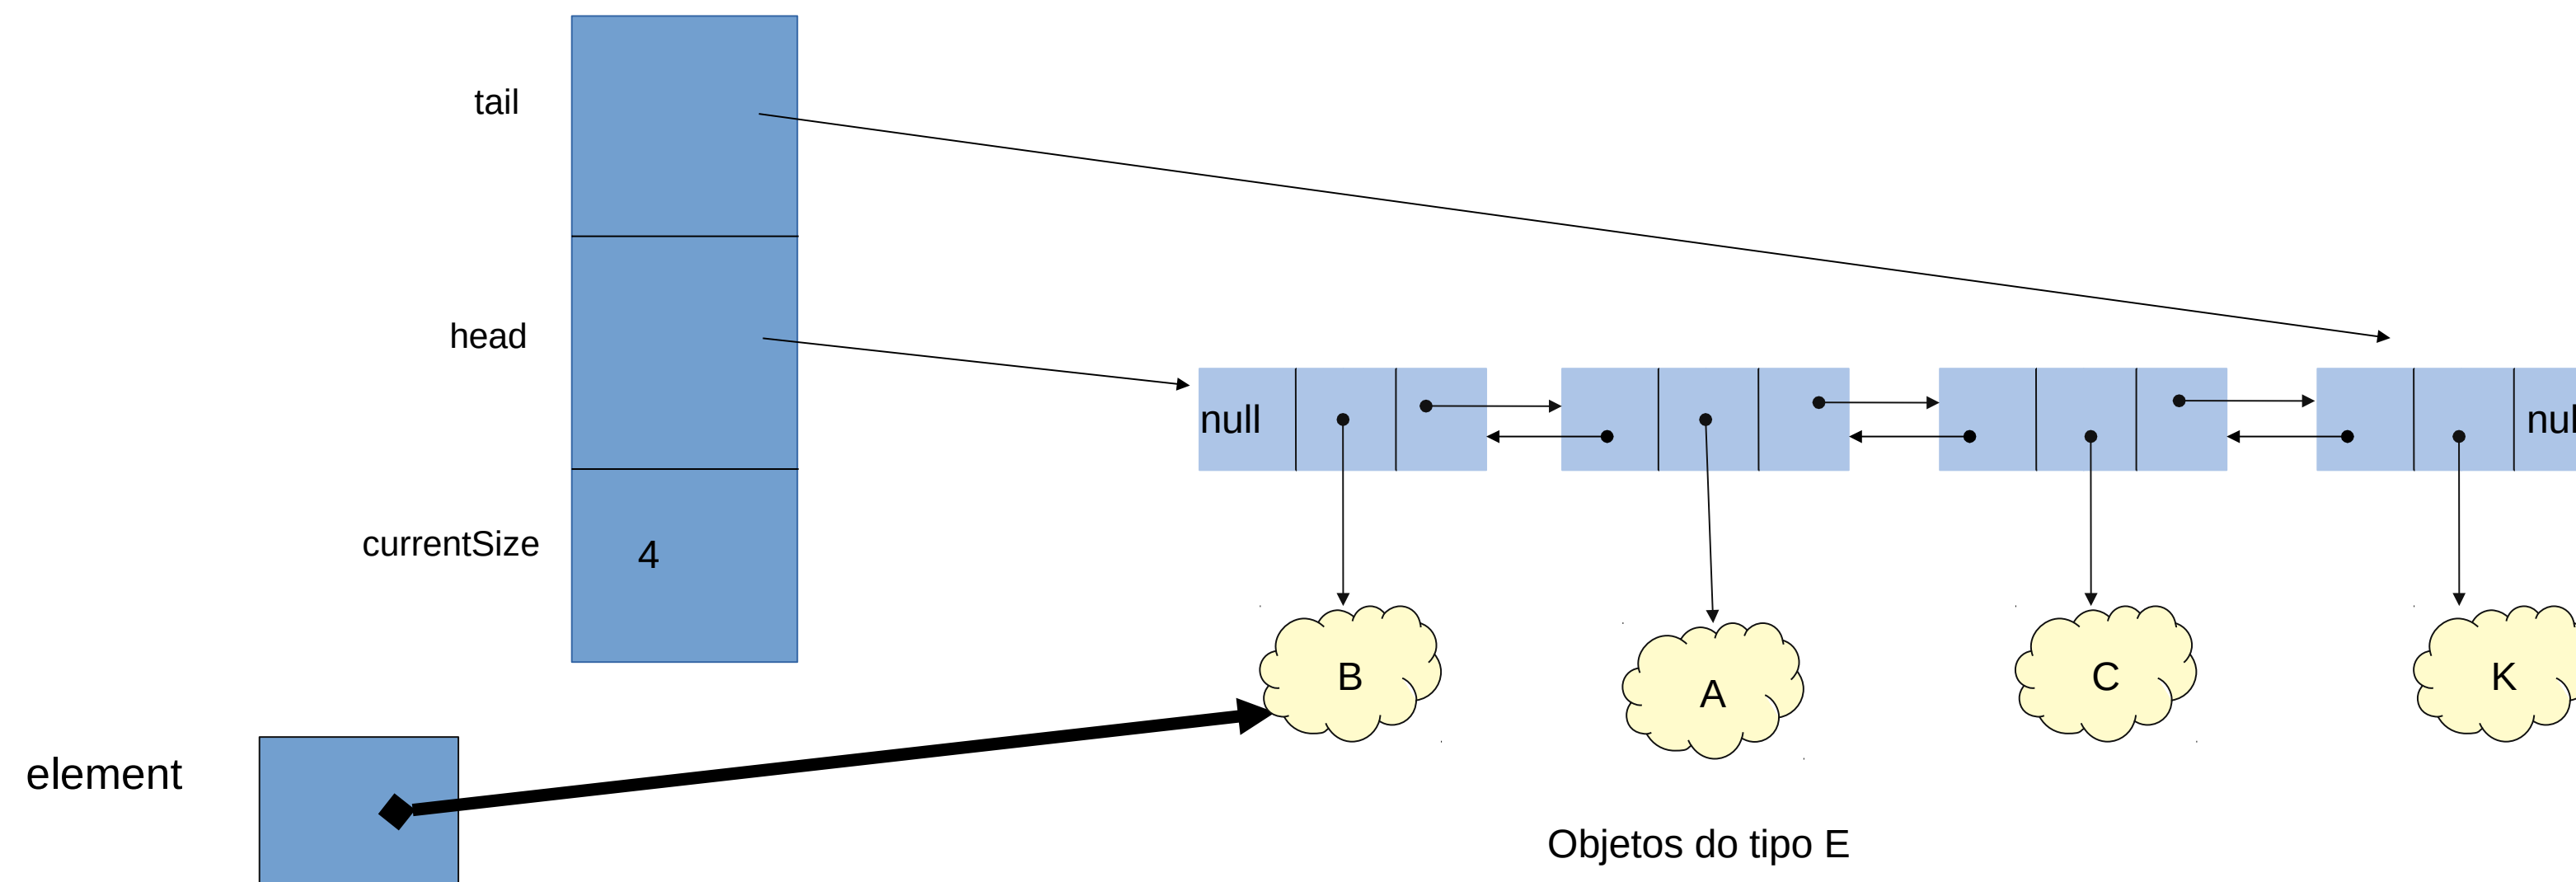 tail
head
null
nul
currentSize
4
B
A
C
K
element
Objetos do tipo E